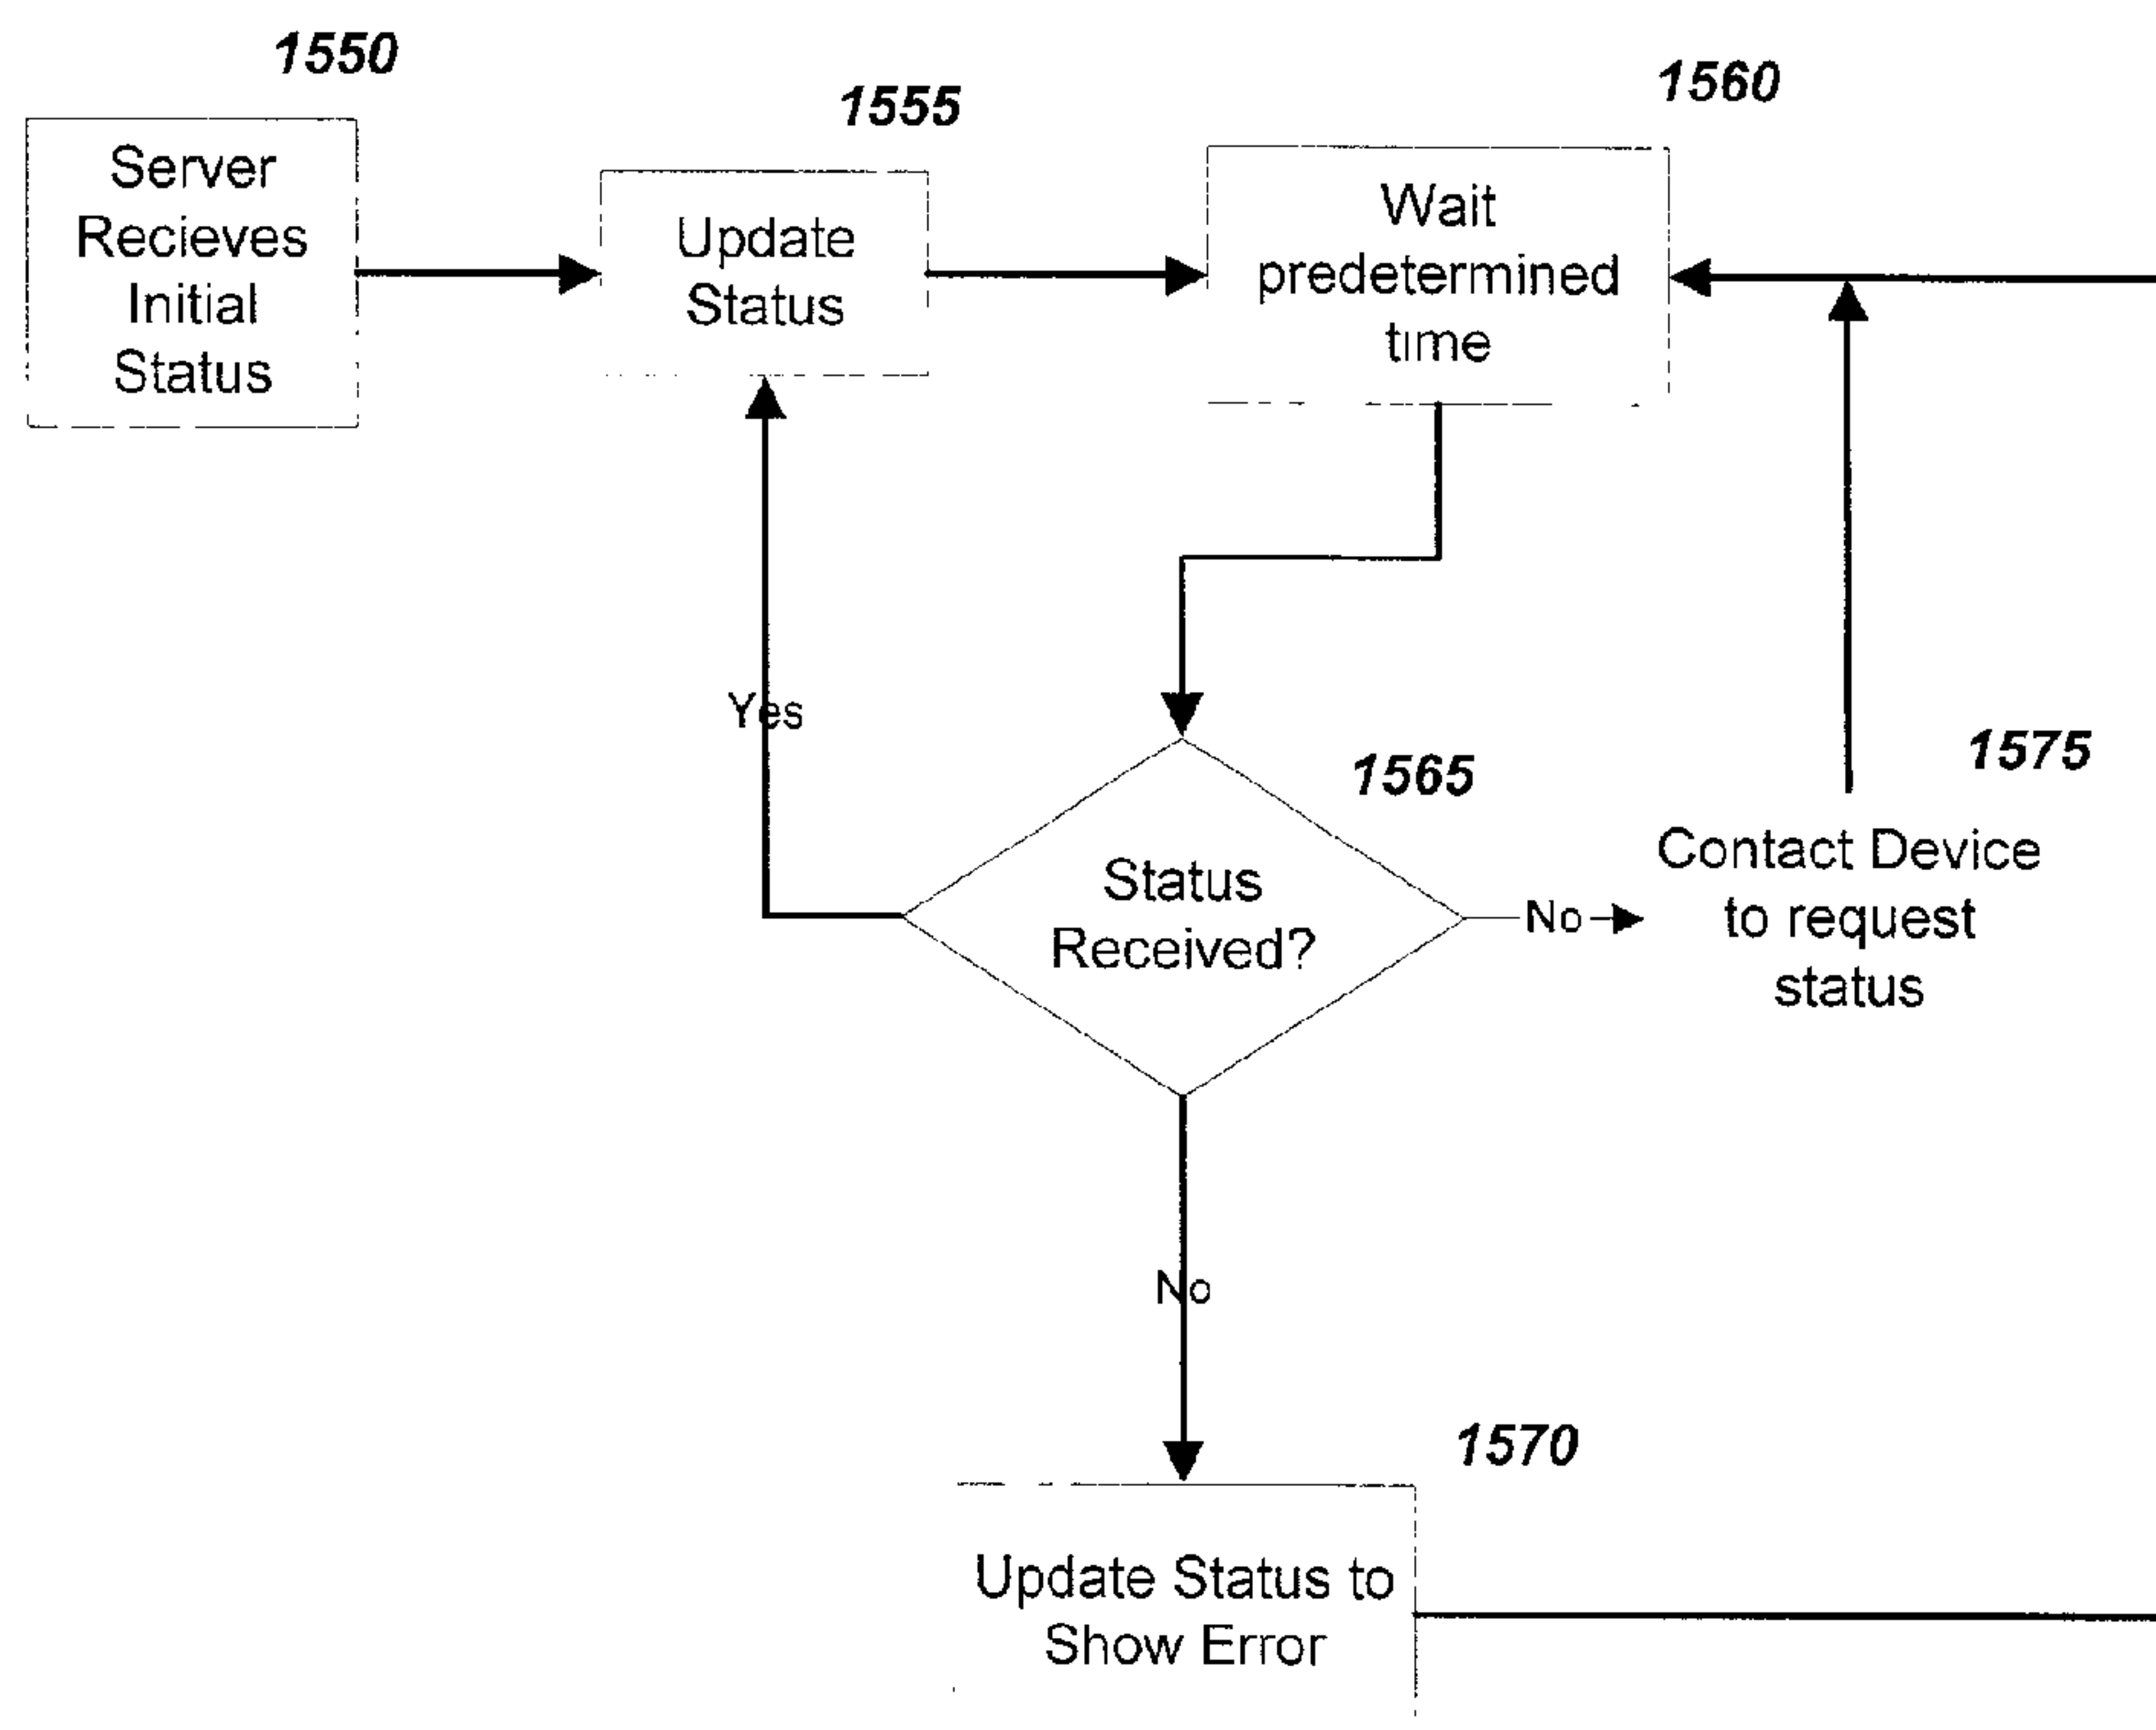 1550
Server
Recieves
Initial
Status
1555
Update
Status
1560
Wait
predetermined
time
Yes
1565
Status
Received?
No
1575
Contact Device
to request
status
No
1570
Update Status to
Show Error